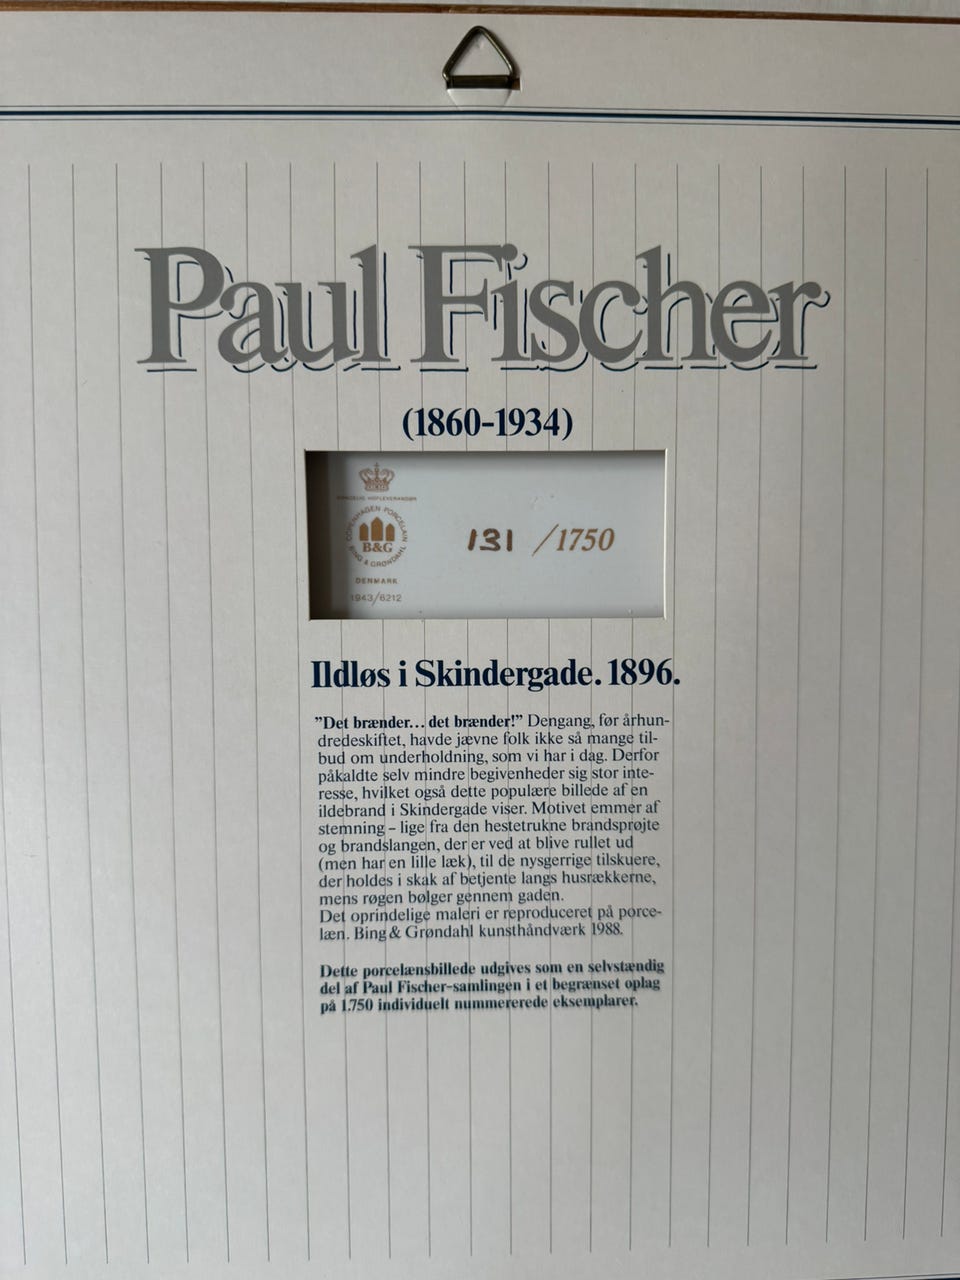 Paul Fischer
(1860-1934)
KONGELIG HOFLEVERANDØR
COPENHAGEN PORCELAIN
BING & GRØNDAHL
B&G
DENMARK
1943/6212
131 /1750
Ildløs i Skindergade. 1896.
”Det brænder... det brænder!” Dengang, før århun-
dredeskiftet, havde jævne folk ikke så mange til-
bud om underholdning, som vi har i dag. Derfor
påkaldte selv mindre begivenheder sig stor inte-
resse, hvilket også dette populære billede af en
ildebrand i Skindergade viser. Motivet emmer af
stemning – lige fra den hestetrukne brandsprøjte
og brandslangen, der er ved at blive rullet ud
(men har en lille læk), til de nysgerrige tilskuere,
der holdes i skak af betjente langs husrækkerne,
mens røgen bølger gennem gaden.
Det oprindelige maleri er reproduceret på porce-
læn. Bing & Grøndahl kunsthåndværk 1988.
Dette porcelænsbillede udgives som en selvstændig
del af Paul Fischer-samlingen i et begrænset oplag
på 1.750 individuelt nummererede eksemplarer.